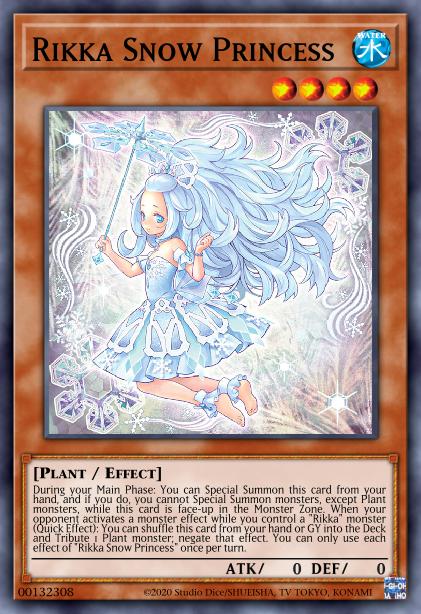 RIKKA SNOW PRINCESS
WATER
水
[PLANT / EFFECT]
During your Main Phase: You can Special Summon this card from your
hand, and if you do, you cannot Special Summon monsters, except Plant
monsters, while this card is face-up in the Monster Zone. When your
opponent activates a monster effect while you control a "Rikka" monster
(Quick Effect): You can shuffle this card from your hand or GY into the Deck
and Tribute 1 Plant monster; negate that effect. You can only use each
effect of "Rikka Snow Princess" once per turn.
ATK/ 0 DEF/ 0
00132308 ©2020 Studio Dice/SHUEISHA, TV TOKYO, KONAMI